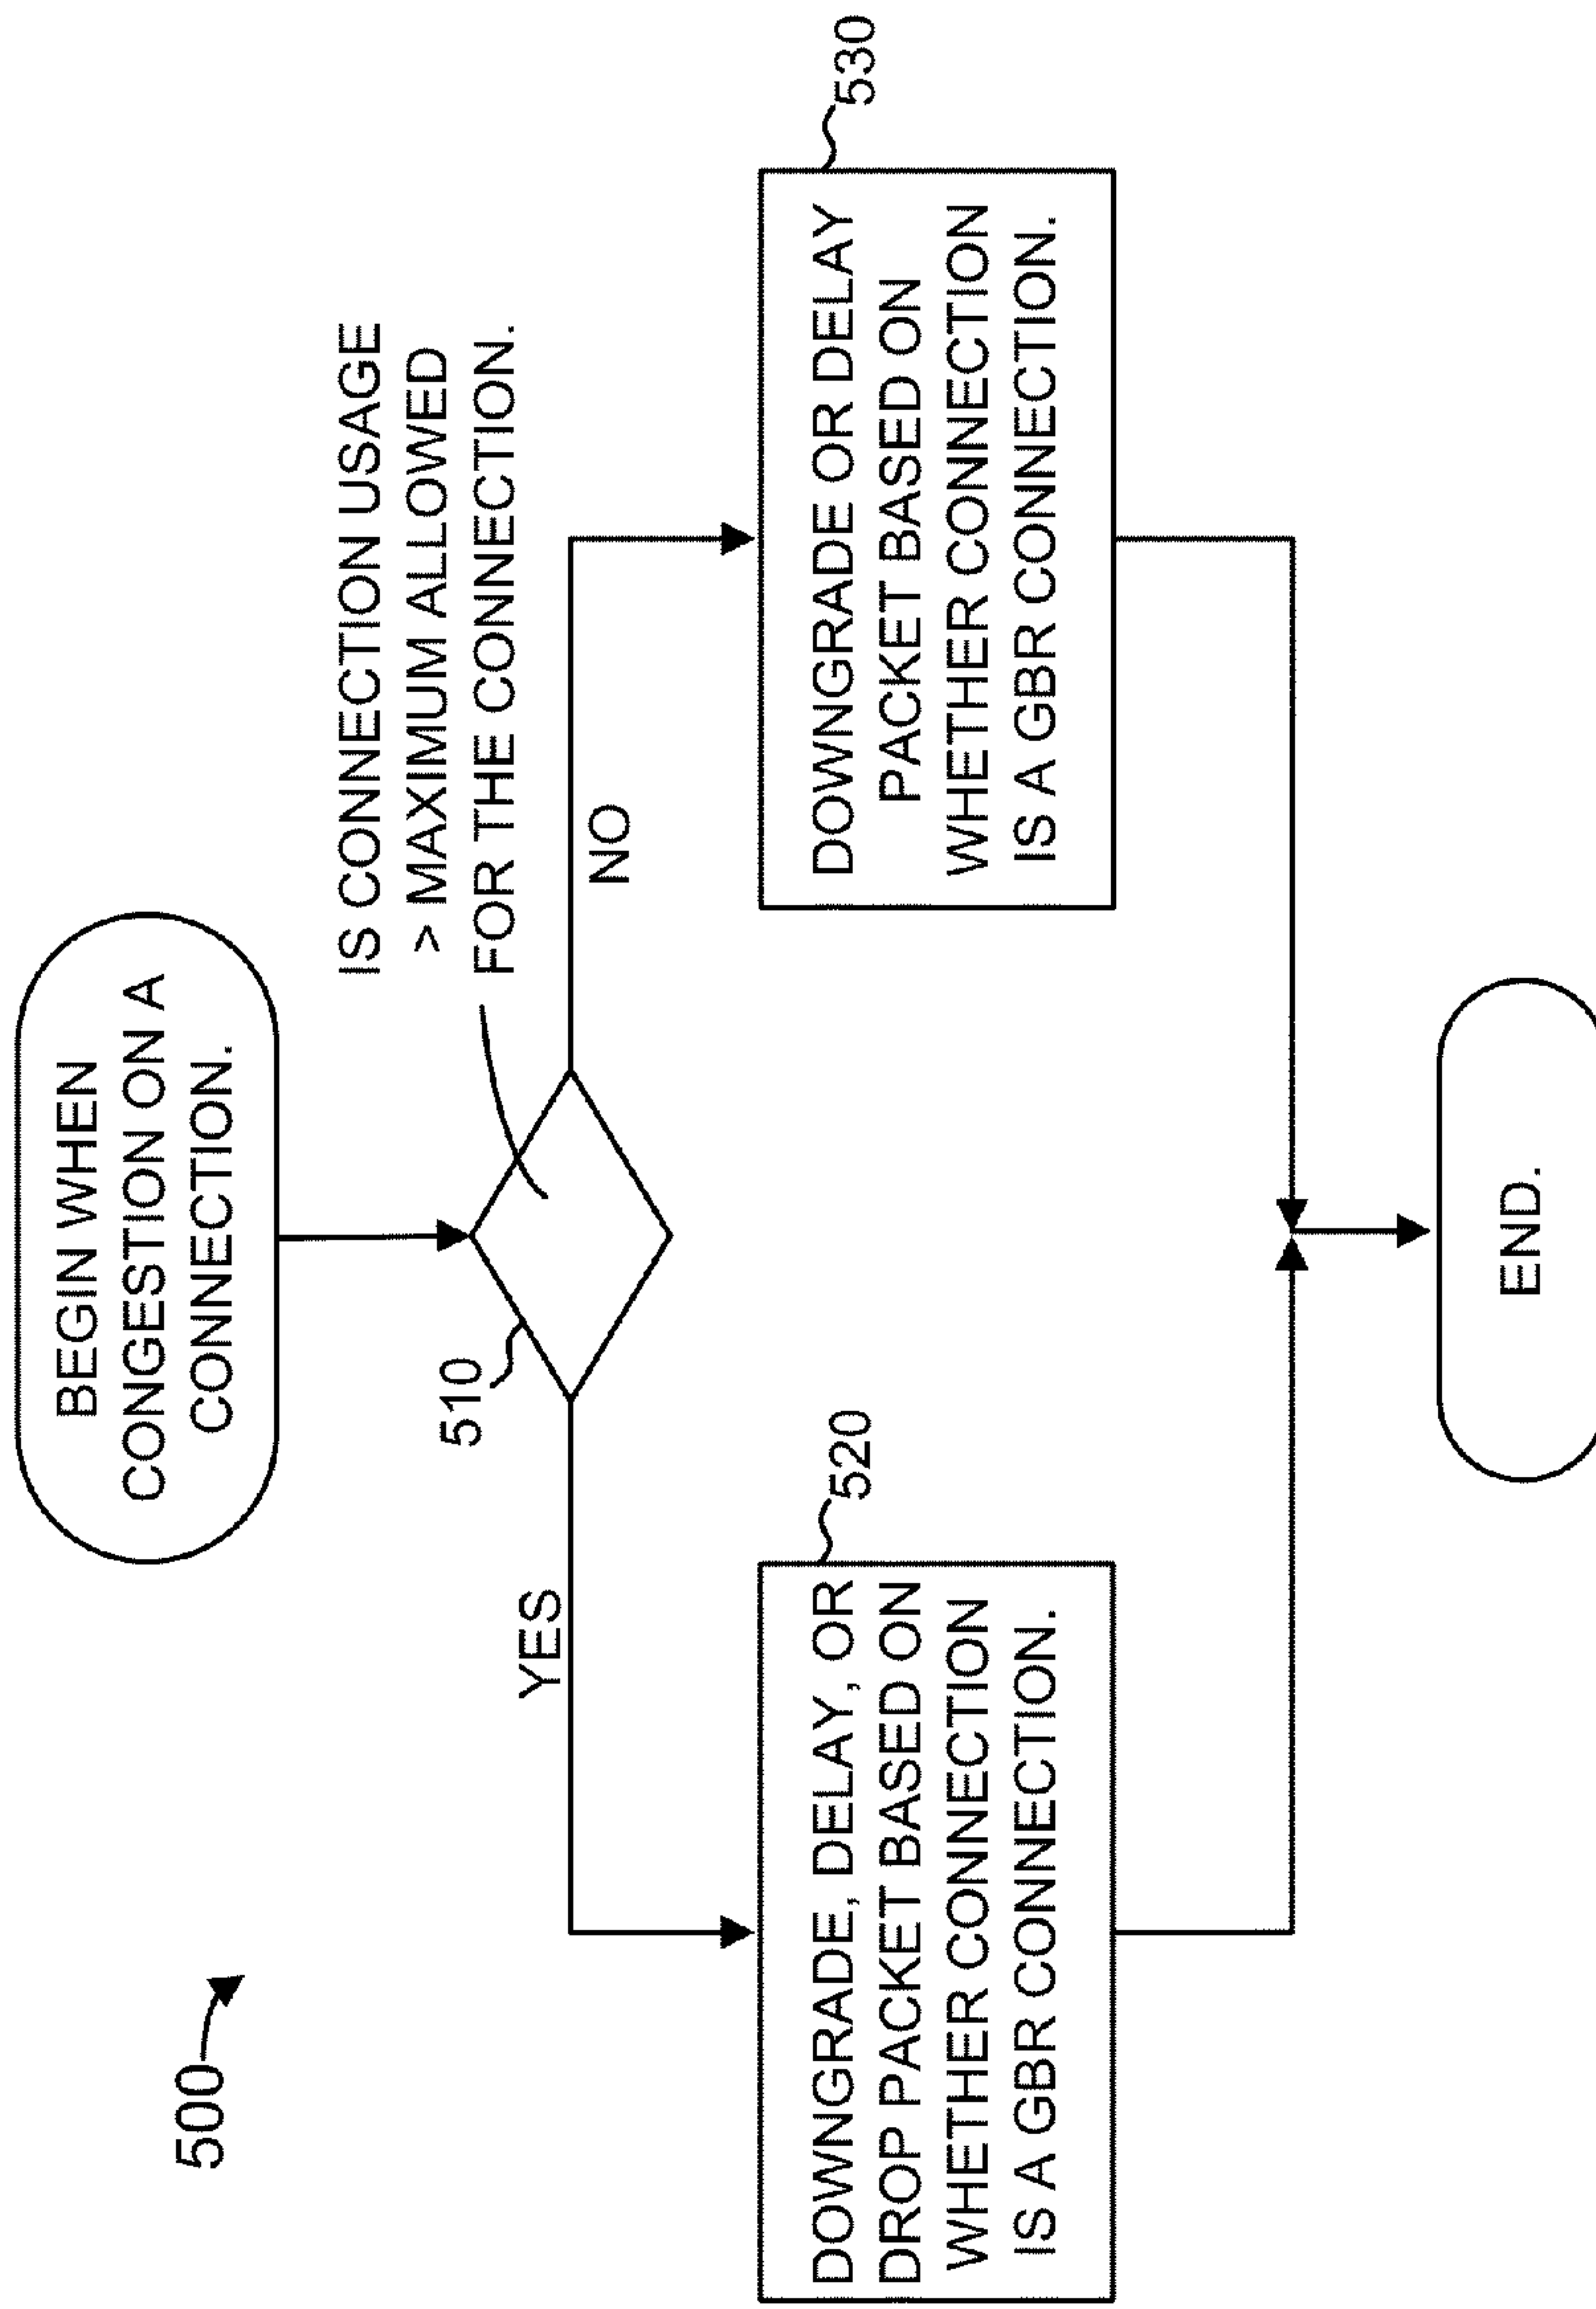 500
BEGIN WHEN
CONGESTION ON A
CONNECTION.
510
IS CONNECTION USAGE
> MAXIMUM ALLOWED
FOR THE CONNECTION.
YES
NO
520
DOWNGRADE, DELAY, OR
DROP PACKET BASED ON
WHETHER CONNECTION
IS A GBR CONNECTION.
530
DOWNGRADE OR DELAY
PACKET BASED ON
WHETHER CONNECTION
IS A GBR CONNECTION.
END.